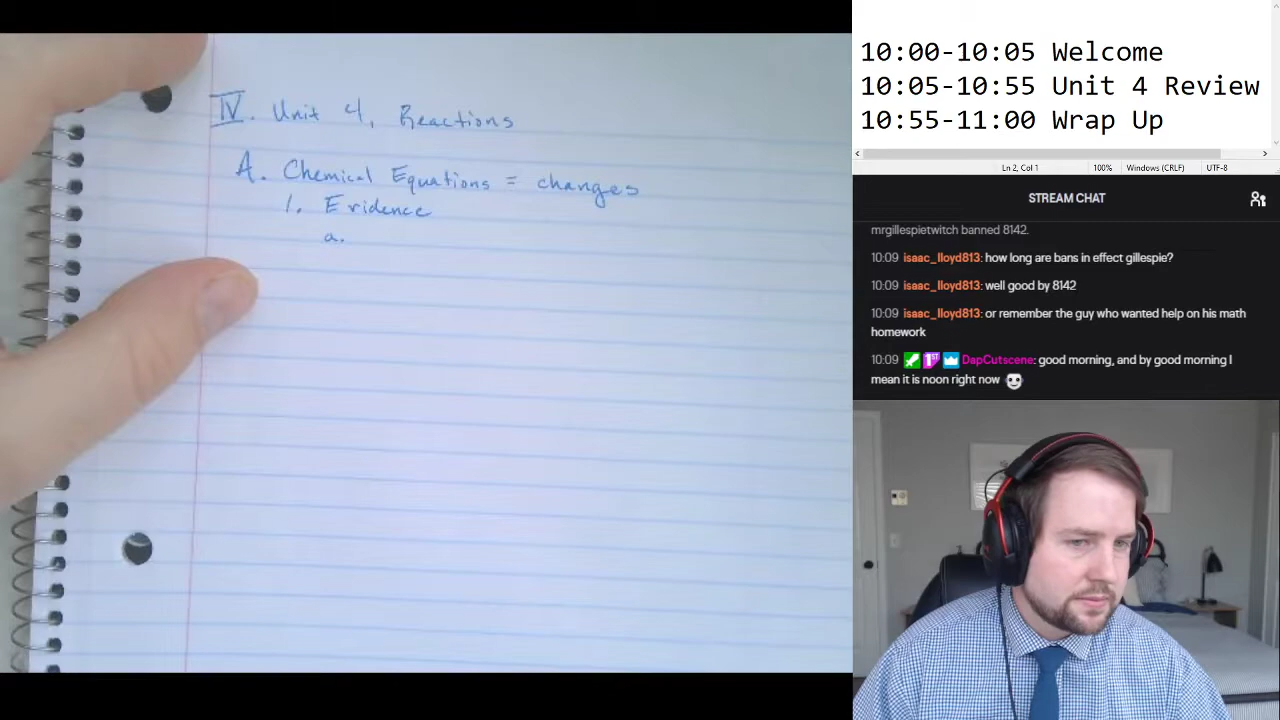 IV. Unit 4, Reactions
A. Chemical Equations = changes
1. Evidence
a.
10:00-10:05 Welcome
10:05-10:55 Unit 4 Review
10:55-11:00 Wrap Up
Ln 2, Col 1 100% Windows (CRLF) UTF-8
STREAM CHAT
mrgillespietwitch banned 8142.
10:09 isaac_lloyd813: how long are bans in effect gillespie?
10:09 isaac_lloyd813: well good by 8142
10:09 isaac_lloyd813: or remember the guy who wanted help on his math
homework
10:09 1ST DapCutscene: good morning, and by good morning I
mean it is noon right now